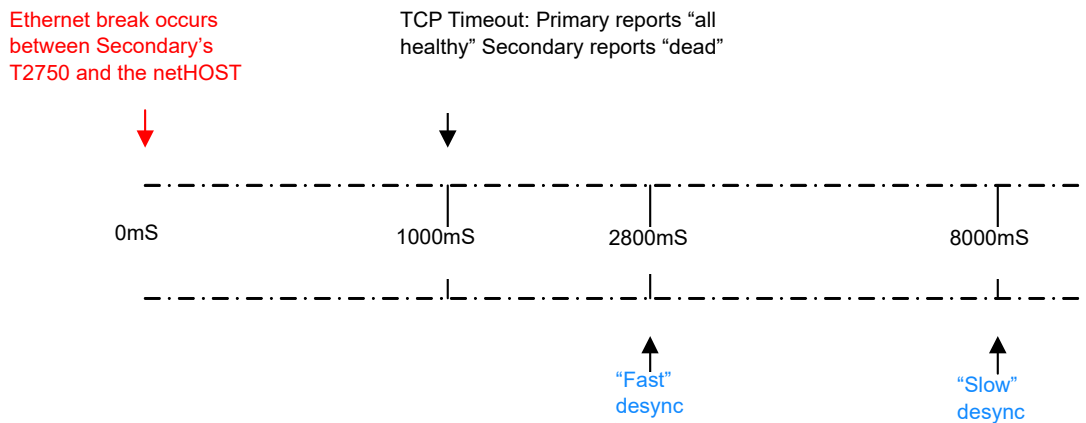 Ethernet break occurs
between Secondary’s
T2750 and the netHOST
TCP Timeout: Primary reports “all
healthy” Secondary reports “dead”
0mS
1000mS
2800mS
8000mS
“Fast”
desync
“Slow”
desync